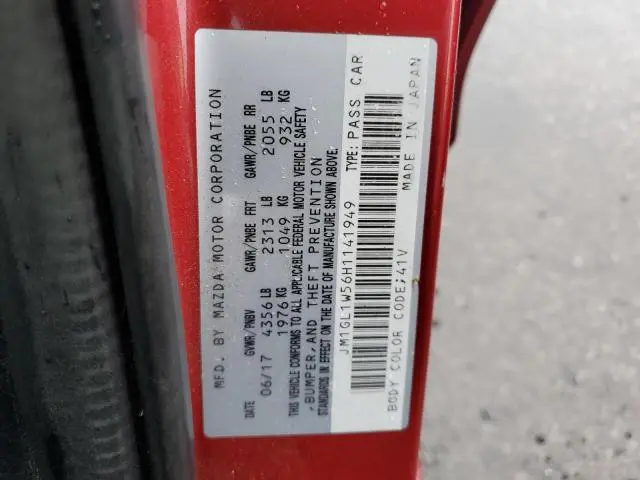 MFD. BY MAZDA MOTOR CORPORATION
DATE GVWR/PNBV GAWR/PNBE FRT GAWR/PNBE RR
06/17 4356 LB 2313 LB 2055 LB
1976 KG 1049 KG 932 KG
THIS VEHICLE CONFORMS TO ALL APPLICABLE FEDERAL MOTOR VEHICLE SAFETY
,BUMPER,AND THEFT PREVENTION
STANDARDS IN EFFECT ON THE DATE OF MANUFACTURE SHOWN ABOVE.
JM1GL1W56H1141949 TYPE: PASS CAR
BODY COLOR CODE;41V MADE IN JAPAN